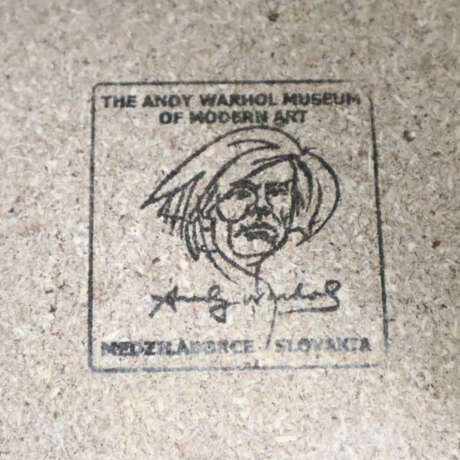 THE ANDY WARHOL MUSEUM
OF MODERN ART
Andy Warhol
MEDZILABORCE / SLOVAKIA